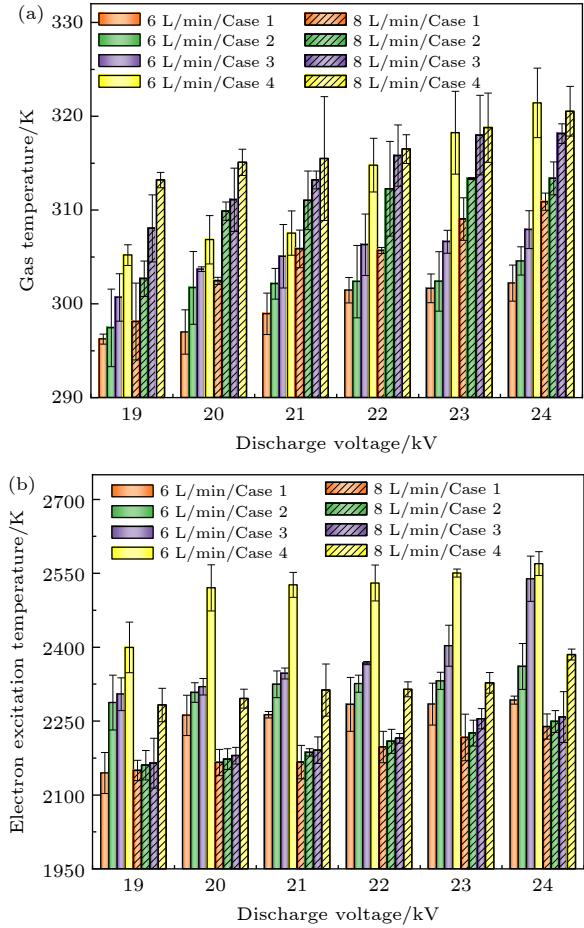 (a)
330
320
310
300
290
Gas temperature/K
6 L/min/Case 1
6 L/min/Case 2
6 L/min/Case 3
6 L/min/Case 4
8 L/min/Case 1
8 L/min/Case 2
8 L/min/Case 3
8 L/min/Case 4
19 20 21 22 23 24
Discharge voltage/kV
(b)
2700
2550
2400
2250
2100
1950
Electron excitation temperature/K
6 L/min/Case 1
6 L/min/Case 2
6 L/min/Case 3
6 L/min/Case 4
8 L/min/Case 1
8 L/min/Case 2
8 L/min/Case 3
8 L/min/Case 4
19 20 21 22 23 24
Discharge voltage/kV